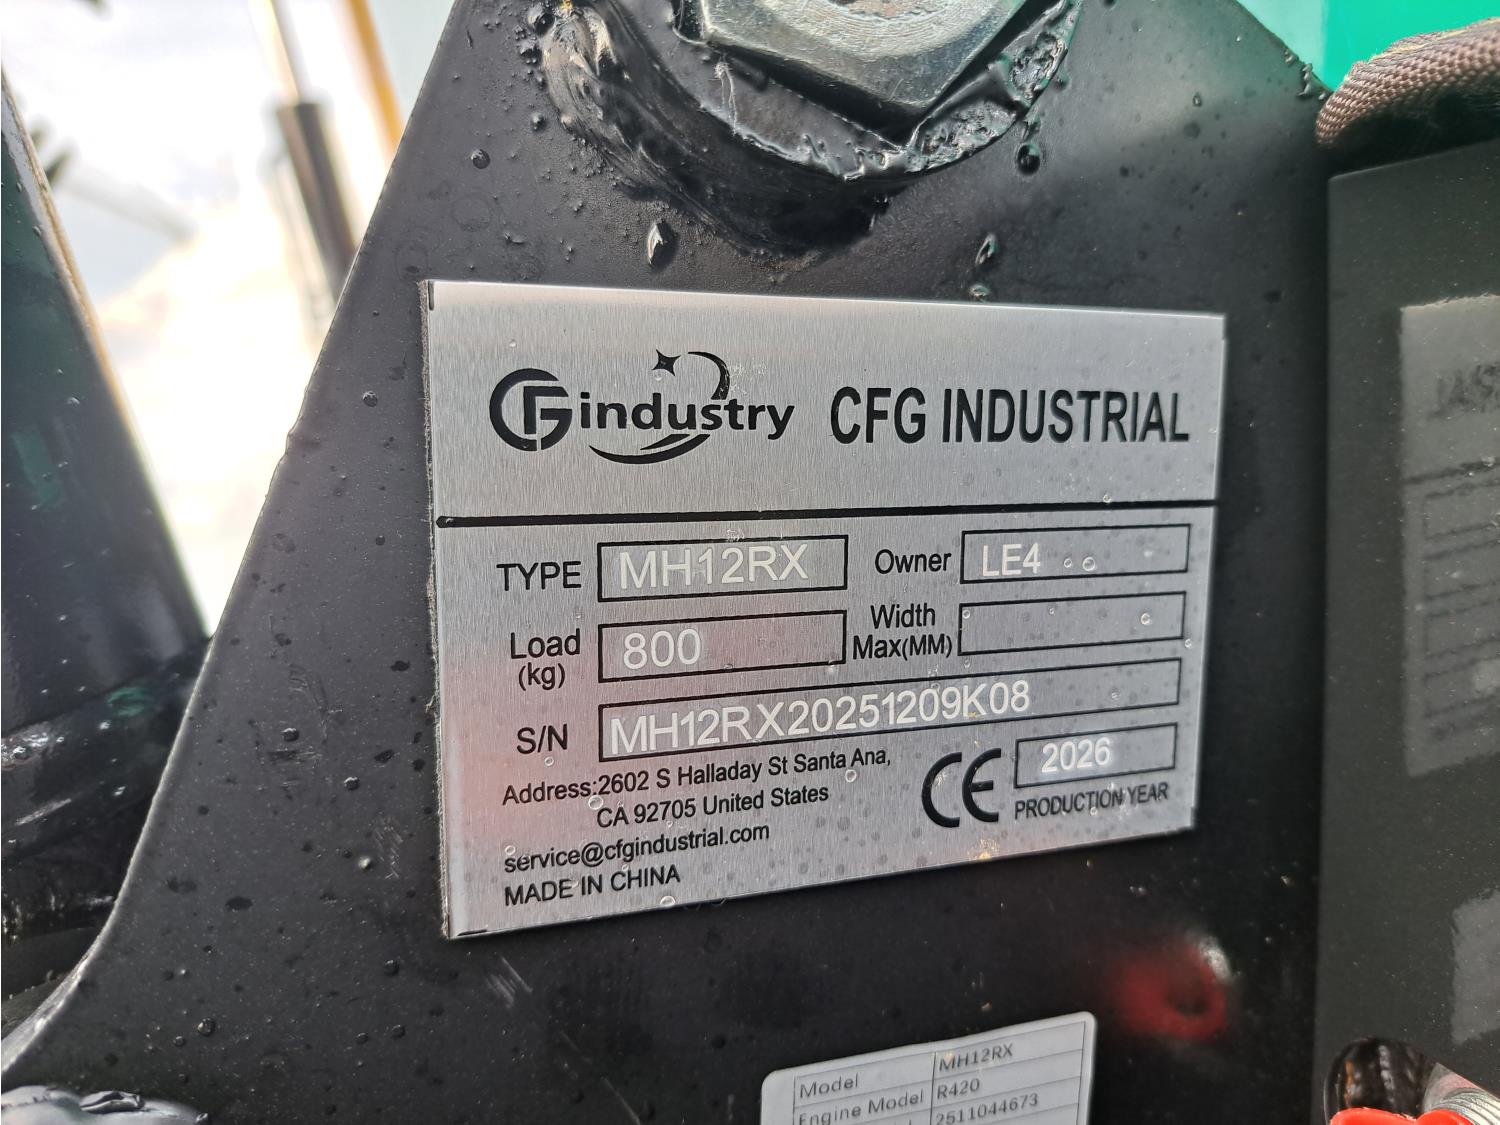 CFG industry CFG INDUSTRIAL
TYPE MH12RX Owner LE4
Load (kg) 800 Width Max(MM)
S/N MH12RX20251209K08
Address:2602 S Halladay St Santa Ana,
CA 92705 United States
service@cfgindustrial.com
MADE IN CHINA
CE 2026
PRODUCTION YEAR
Model MH12RX
Engine Model R420
2511044673